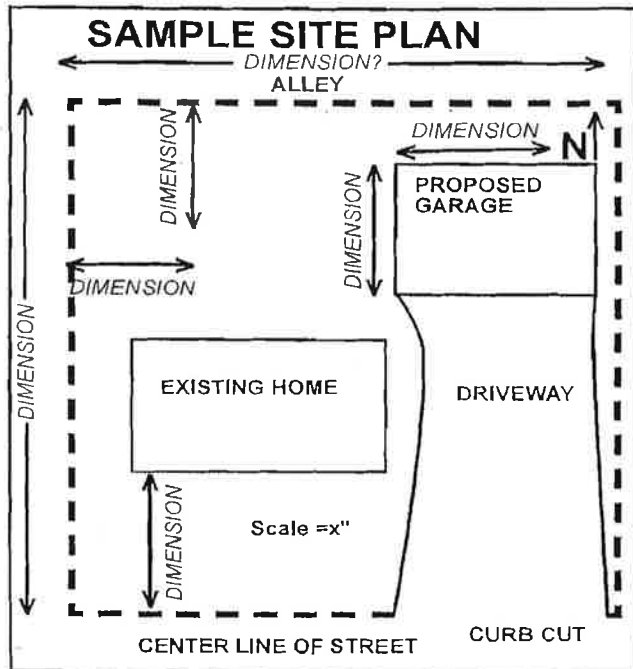 SAMPLE SITE PLAN
DIMENSION?
ALLEY
DIMENSION
N
DIMENSION
PROPOSED
GARAGE
DIMENSION
DIMENSION
DIMENSION
EXISTING HOME
DRIVEWAY
DIMENSION
Scale =x"
CENTER LINE OF STREET
CURB CUT